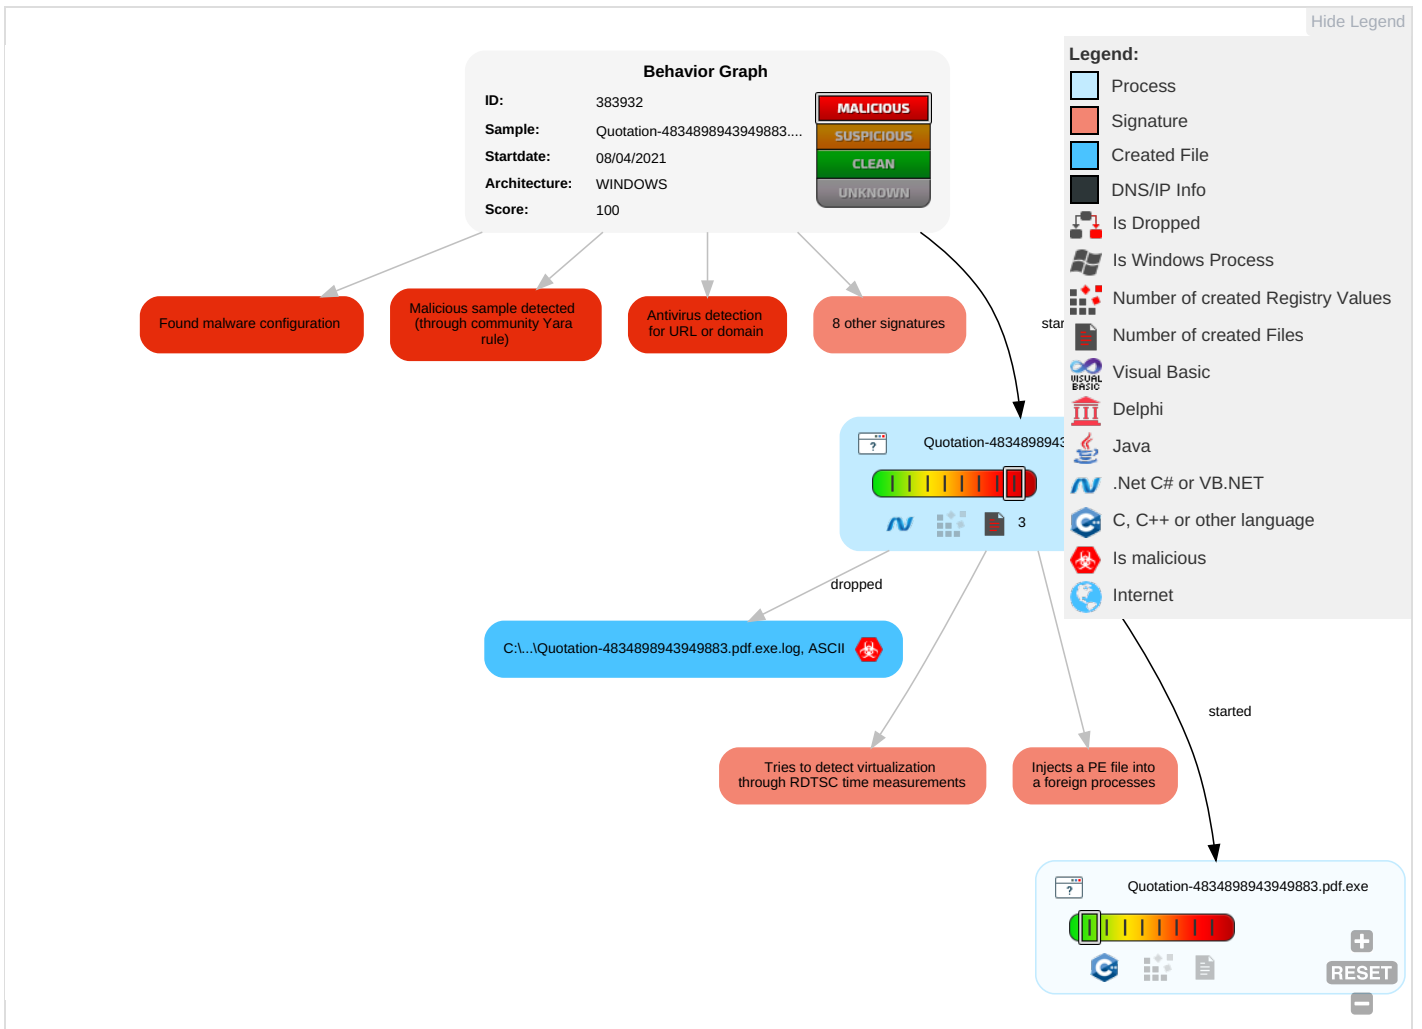 Hide Legend
Behavior Graph
ID: 383932
Sample: Quotation-4834898943949883....
Startdate: 08/04/2021
Architecture: WINDOWS
Score: 100
MALICIOUS
SUSPICIOUS
CLEAN
UNKNOWN
Legend:
Process
Signature
Created File
DNS/IP Info
Is Dropped
Is Windows Process
Number of created Registry Values
Number of created Files
VISUAL
BASIC
Visual Basic
Delphi
Java
.Net C# or VB.NET
C, C++ or other language
Is malicious
Internet
Found malware configuration
Malicious sample detected
(through community Yara
rule)
Antivirus detection
for URL or domain
8 other signatures
star
Quotation-4834898943
3
dropped
C:\...\Quotation-4834898943949883.pdf.exe.log, ASCII
started
Tries to detect virtualization
through RDTSC time measurements
Injects a PE file into
a foreign processes
Quotation-4834898943949883.pdf.exe
RESET